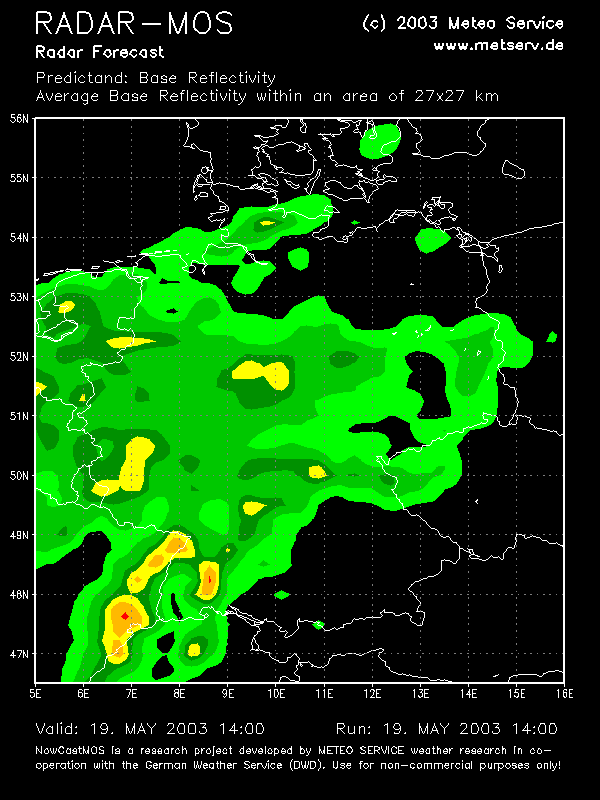 RADAR-MOS (c) 2003 Meteo Service
Radar Forecast www.metserv.de
Predictand: Base Reflectivity
Average Base Reflectivity within an area of 27x27 km
56N
55N
54N
53N
52N
51N
50N
49N
48N
47N
5E 6E 7E 8E 9E 10E 11E 12E 13E 14E 15E 16E
Valid: 19. MAY 2003 14:00 Run: 19. MAY 2003 14:00
NowCastMOS is a research project developed by METEO SERVICE weather research in co-
operation with the German Weather Service (DWD). Use for non-commercial purposes only!